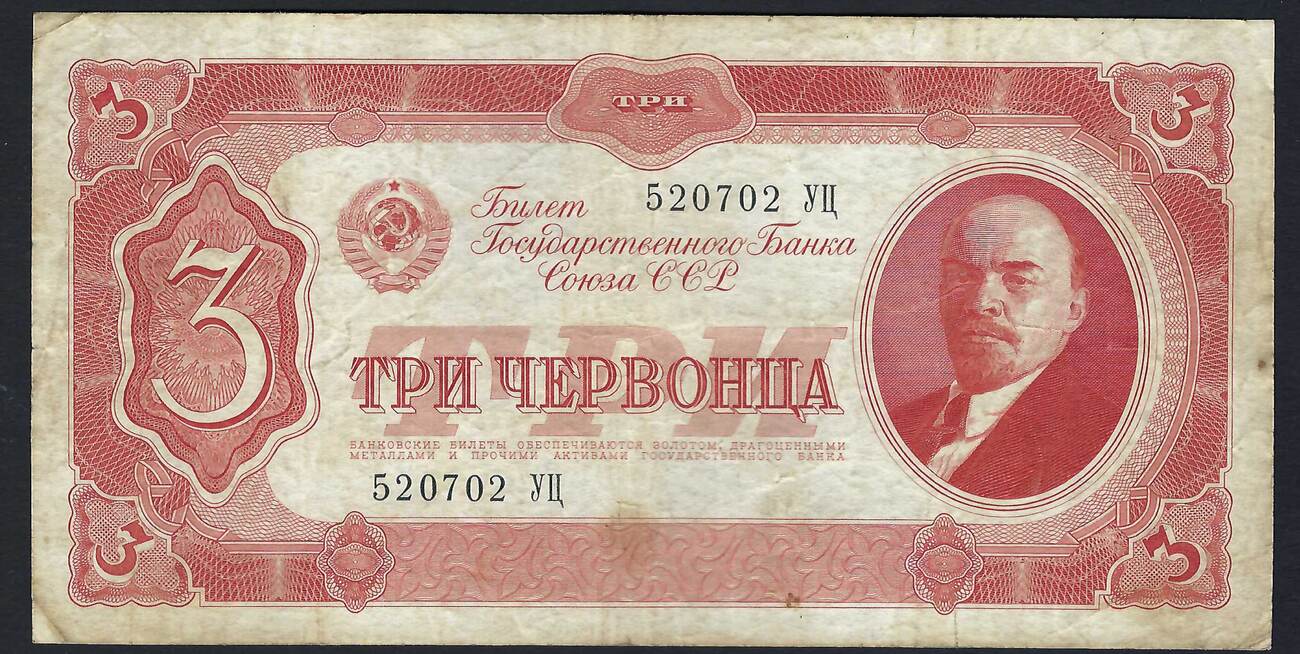 3
ТРИ
3
520702 УЦ
Билет
Государственного Банка
Союза ССР
3
ТРИ
ТРИ ЧЕРВОНЦА
БАНКОВСКИЕ БИЛЕТЫ ОБЕСПЕЧИВАЮТСЯ ЗОЛОТОМ, ДРАГОЦЕННЫМИ
МЕТАЛЛАМИ И ПРОЧИМИ АКТИВАМИ ГОСУДАРСТВЕННОГО БАНКА
520702 УЦ
3
3